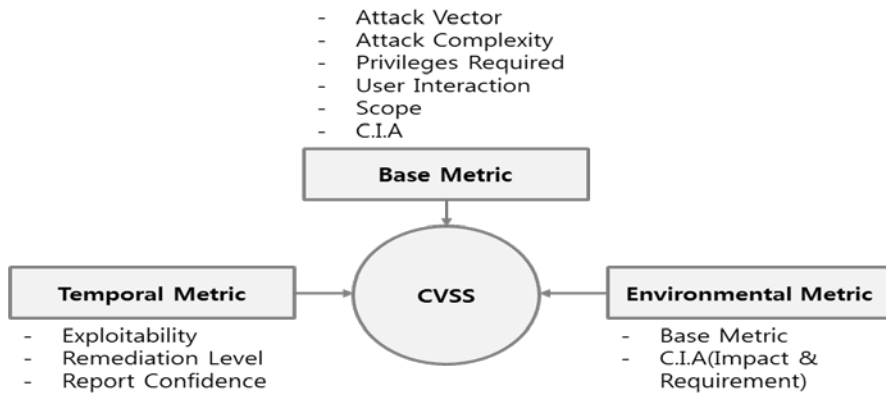 - Attack Vector
- Attack Complexity
- Privileges Required
- User Interaction
- Scope
- C.I.A
Base Metric
Temporal Metric
CVSS
Environmental Metric
- Exploitability
- Remediation Level
- Report Confidence
- Base Metric
- C.I.A(Impact &
Requirement)